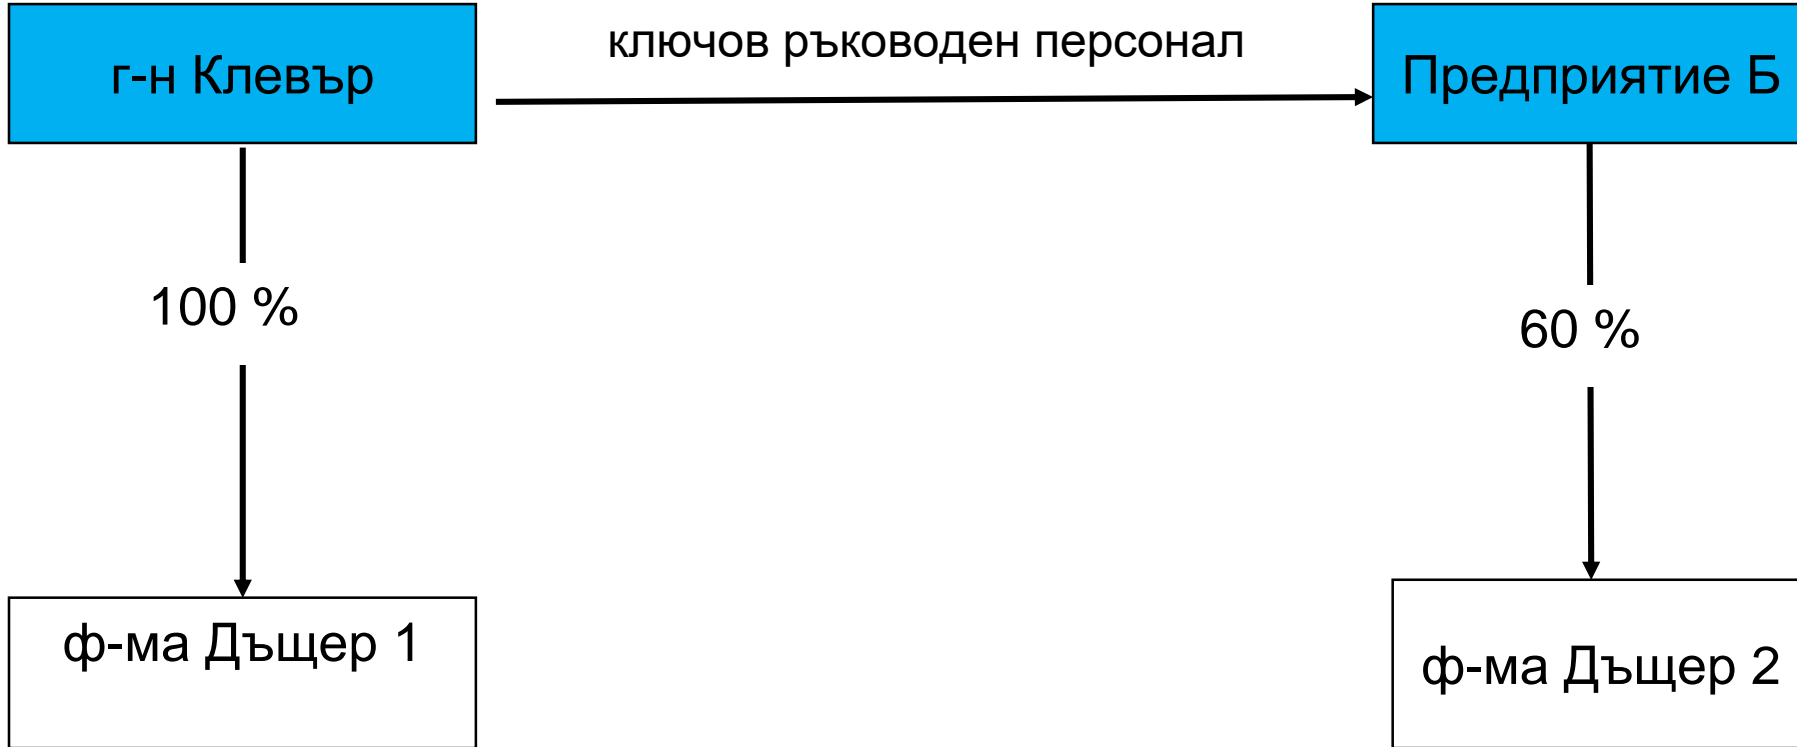 г-н Клевър
ключов ръководен персонал
Предприятие Б
100 %
60 %
ф-ма Дъщер 1
ф-ма Дъщер 2